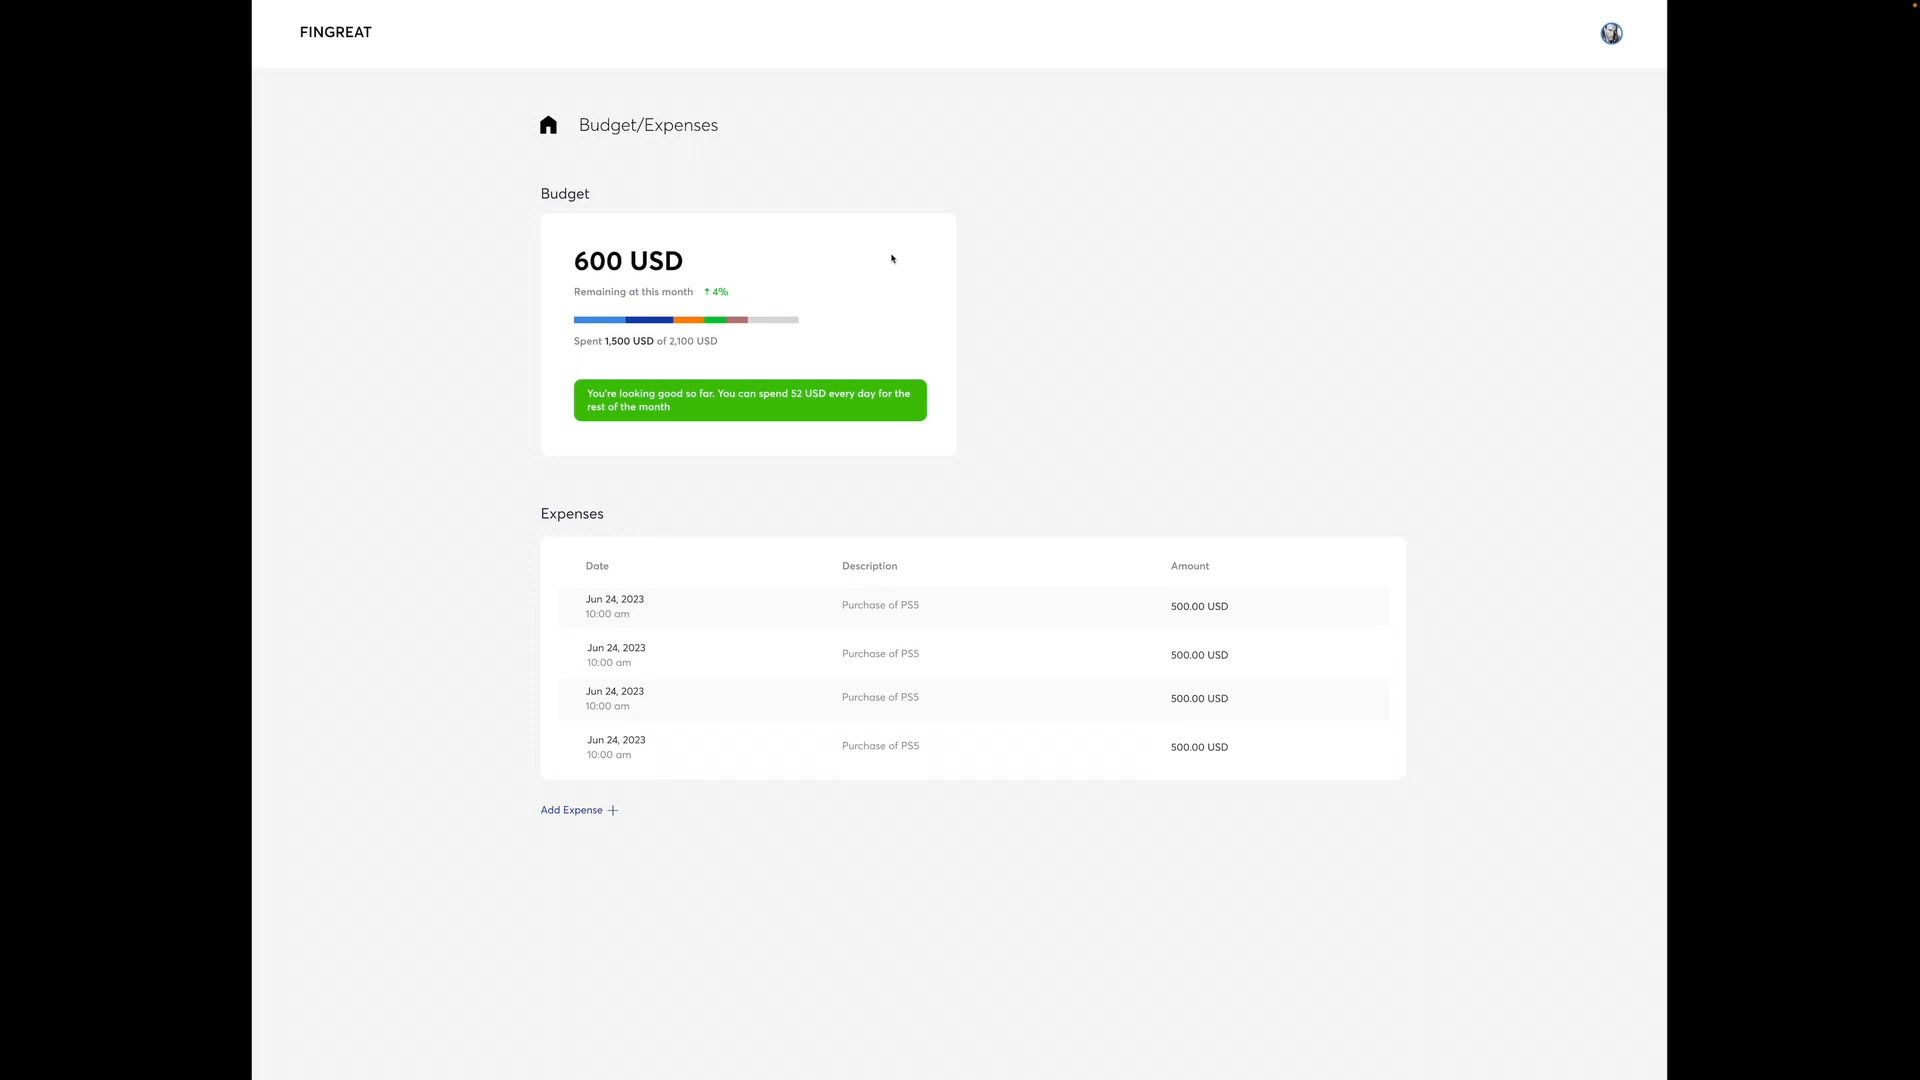 FINGREAT
Budget/Expenses
Budget
600 USD
Remaining at this month ↑ 4%
Spent 1,500 USD of 2,100 USD
You're looking good so far. You can spend 52 USD every day for the
rest of the month
Expenses
Date Description Amount
Jun 24, 2023
10:00 am
Purchase of PS5
500.00 USD
Jun 24, 2023
10:00 am
Purchase of PS5
500.00 USD
Jun 24, 2023
10:00 am
Purchase of PS5
500.00 USD
Jun 24, 2023
10:00 am
Purchase of PS5
500.00 USD
Add Expense +